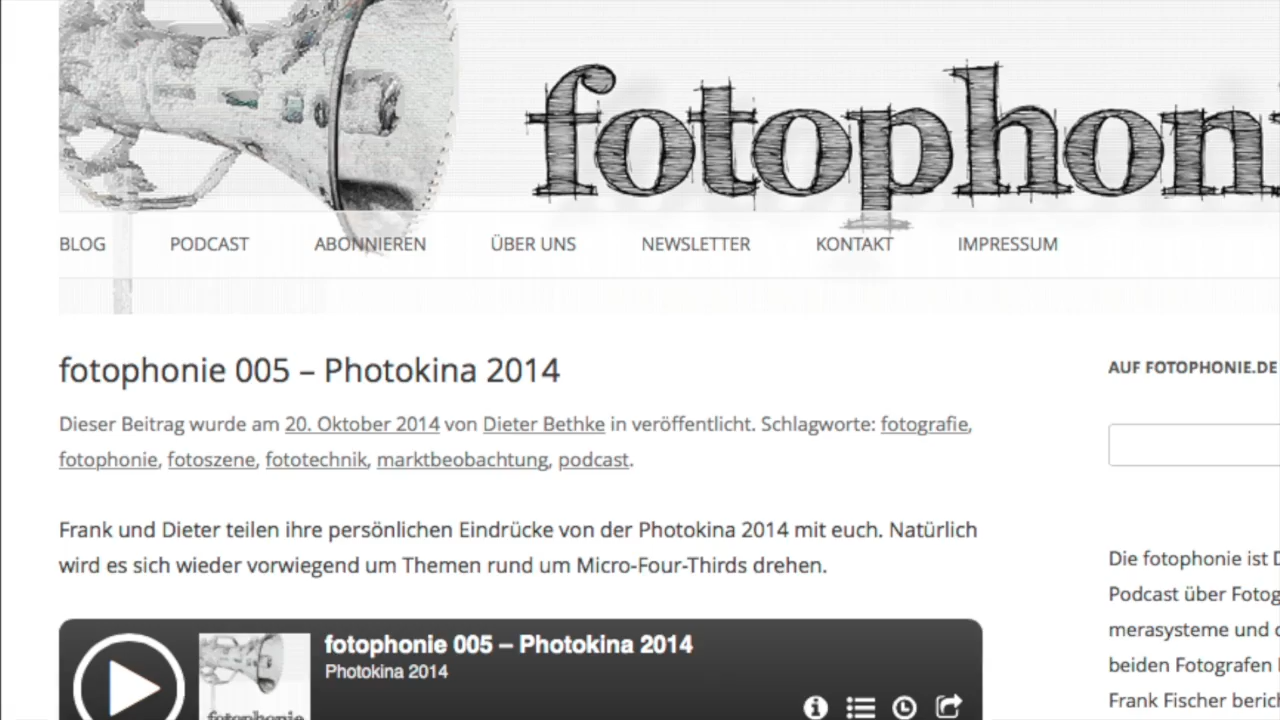 fotophoni
BLOG PODCAST ABONNIEREN ÜBER UNS NEWSLETTER KONTAKT IMPRESSUM
fotophonie 005 – Photokina 2014
Dieser Beitrag wurde am 20. Oktober 2014 von Dieter Bethke in veröffentlicht. Schlagworte: fotografie,
fotophonie, fotoszene, fototechnik, marktbeobachtung, podcast.
Frank und Dieter teilen ihre persönlichen Eindrücke von der Photokina 2014 mit euch. Natürlich
wird es sich wieder vorwiegend um Themen rund um Micro-Four-Thirds drehen.
fotophonie 005 – Photokina 2014
Photokina 2014
fotophonie
AUF FOTOPHONIE.DE
Die fotophonie ist
Podcast über Fotog
merasysteme und
beiden Fotografen
Frank Fischer berich